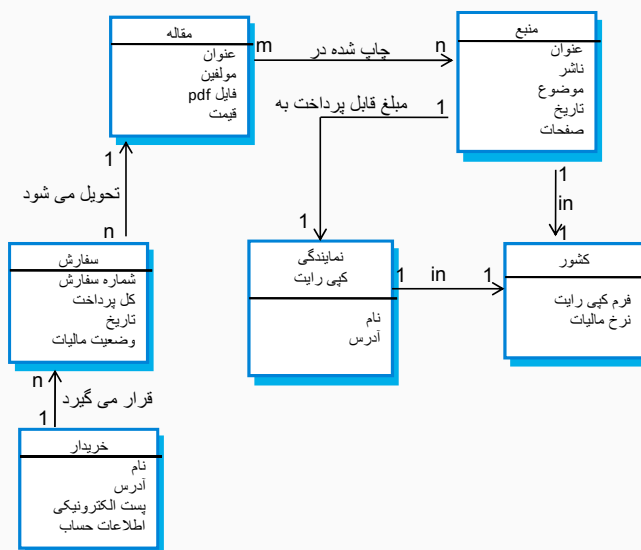 مقاله
عنوان
مولفین
فایل pdf
قیمت
m
چاپ شده در
n
منبع
عنوان
ناشر
موضوع
تاریخ
صفحات
1
مبلغ قابل پرداخت به
1
1
in
1
1
تحویل می شود
n
سفارش
شماره سفارش
کل پرداخت
تاریخ
وضعیت مالیات
نمایندگی
کپی رایت
نام
آدرس
1
in
1
کشور
فرم کپی رایت
نرخ مالیات
n
قرار می گیرد
1
خریدار
نام
آدرس
پست الکترونیکی
اطلاعات حساب